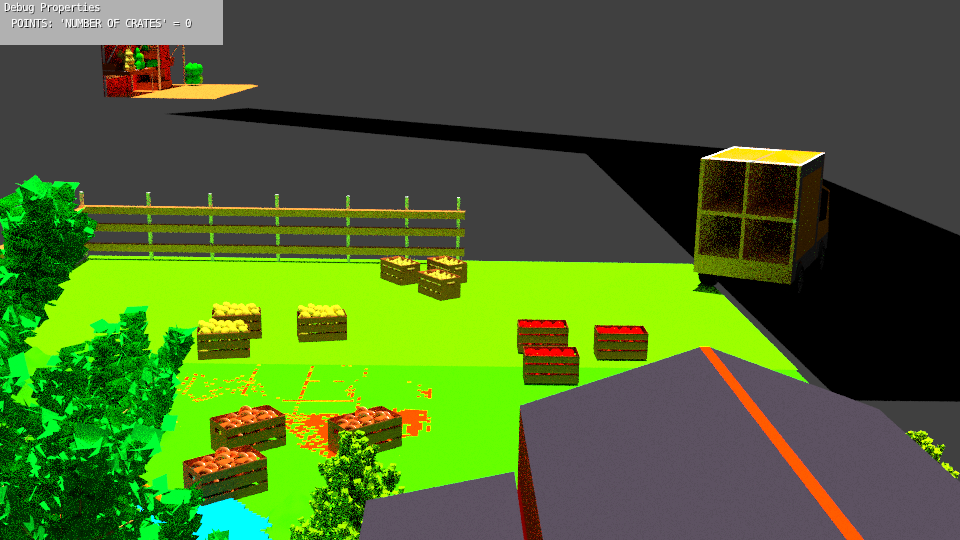 Debug Properties
POINTS: 'NUMBER OF CRATES' = 0